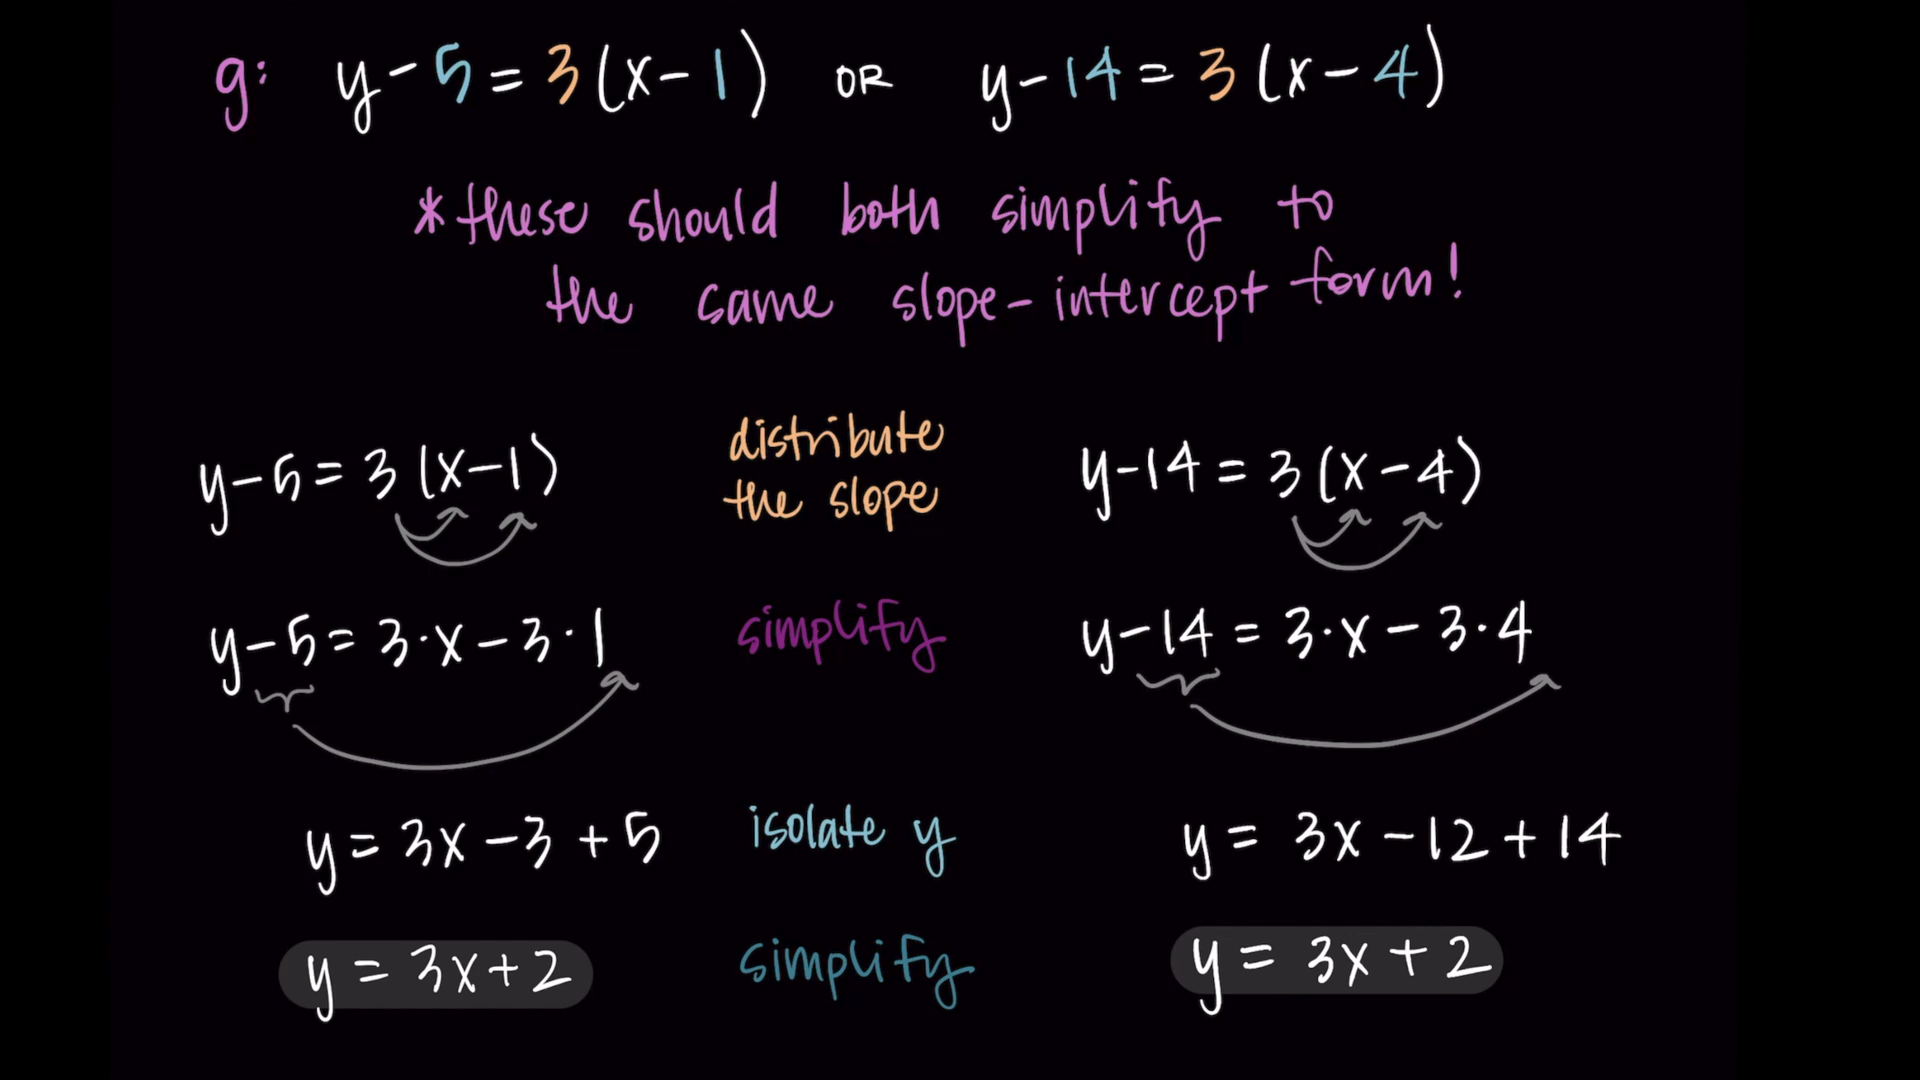 g: y-5=3(x-1) OR y-14=3(x-4)
*these should both simplify to
the same slope-intercept form!
y-5=3(x-1) distribute the slope y-14=3(x-4)
y-5=3·x-3·1 simplify y-14=3·x-3·4
y=3x-3+5 isolate y y=3x-12+14
y=3x+2 simplify y=3x+2